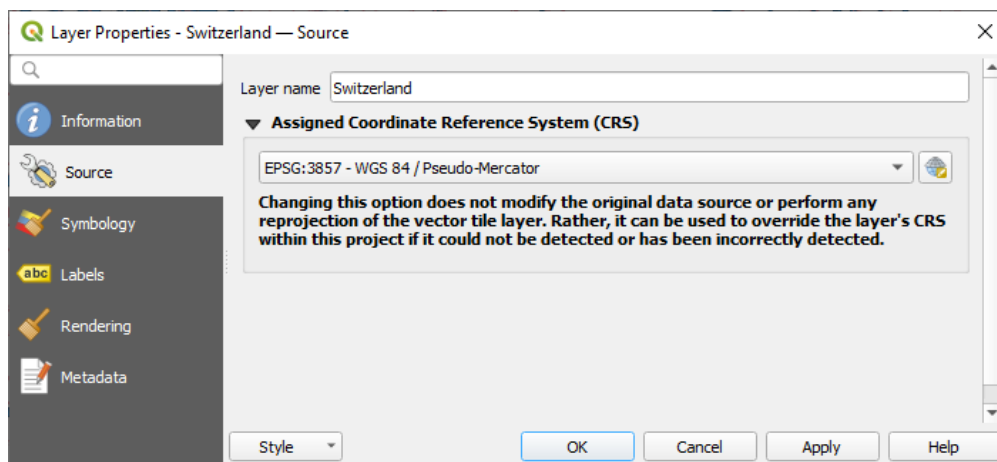 Layer Properties - Switzerland — Source
Information
Source
Symbology
abc Labels
Rendering
Metadata
Layer name Switzerland
Assigned Coordinate Reference System (CRS)
EPSG:3857 - WGS 84 / Pseudo-Mercator
Changing this option does not modify the original data source or perform any
reprojection of the vector tile layer. Rather, it can be used to override the layer's CRS
within this project if it could not be detected or has been incorrectly detected.
Style OK Cancel Apply Help